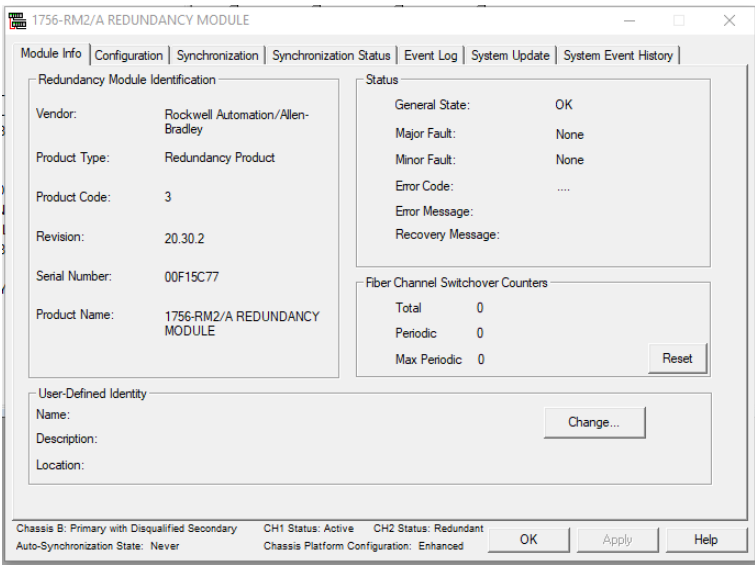 1756-RM2/A REDUNDANCY MODULE
Module Info
Configuration
Synchronization
Synchronization Status
Event Log
System Update
System Event History
Redundancy Module Identification
Vendor: Rockwell Automation/Allen-
Bradley
Product Type: Redundancy Product
Product Code: 3
Revision: 20.30.2
Serial Number: 00F15C77
Product Name: 1756-RM2/A REDUNDANCY
MODULE
Status
General State: OK
Major Fault: None
Minor Fault: None
Error Code: ....
Error Message:
Recovery Message:
Fiber Channel Switchover Counters
Total 0
Periodic 0
Max Periodic 0
Reset
User-Defined Identity
Name:
Description:
Location:
Change...
Chassis B: Primary with Disqualified Secondary CH1 Status: Active CH2 Status: Redundant
Auto-Synchronization State: Never Chassis Platform Configuration: Enhanced
OK
Apply
Help